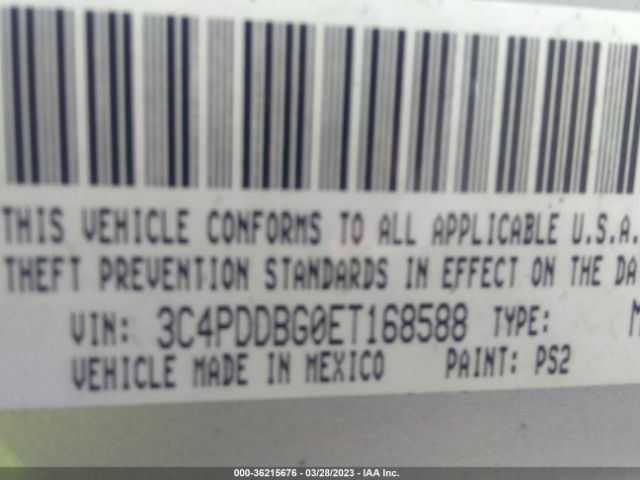 THIS VEHICLE CONFORMS TO ALL APPLICABLE U.S.A.
THEFT PREVENTION STANDARDS IN EFFECT ON THE DA
VIN: 3C4PDDBG0ET168588 TYPE: M
VEHICLE MADE IN MEXICO PAINT: PS2
000-36215676 / 03/28/2023 - IAA Inc.